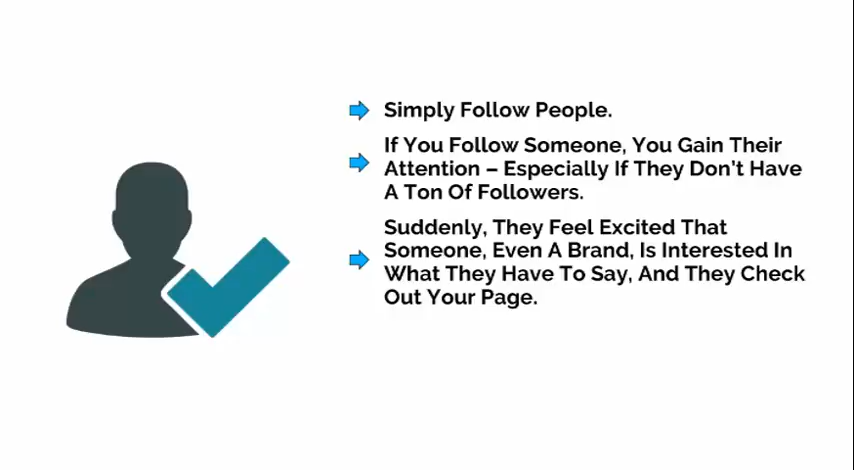 Simply Follow People.
If You Follow Someone, You Gain Their
Attention – Especially If They Don't Have
A Ton Of Followers.
Suddenly, They Feel Excited That
Someone, Even A Brand, Is Interested In
What They Have To Say, And They Check
Out Your Page.